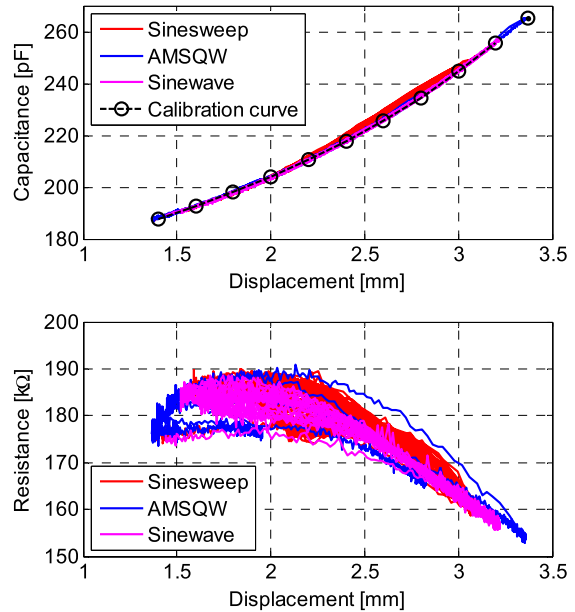 260
240
220
200
180
Capacitance [pF]
Sinesweep
AMSQW
Sinewave
Calibration curve
1
1.5
2
2.5
3
3.5
Displacement [mm]
200
190
180
170
160
150
Resistance [kΩ]
Sinesweep
AMSQW
Sinewave
1
1.5
2
2.5
3
3.5
Displacement [mm]